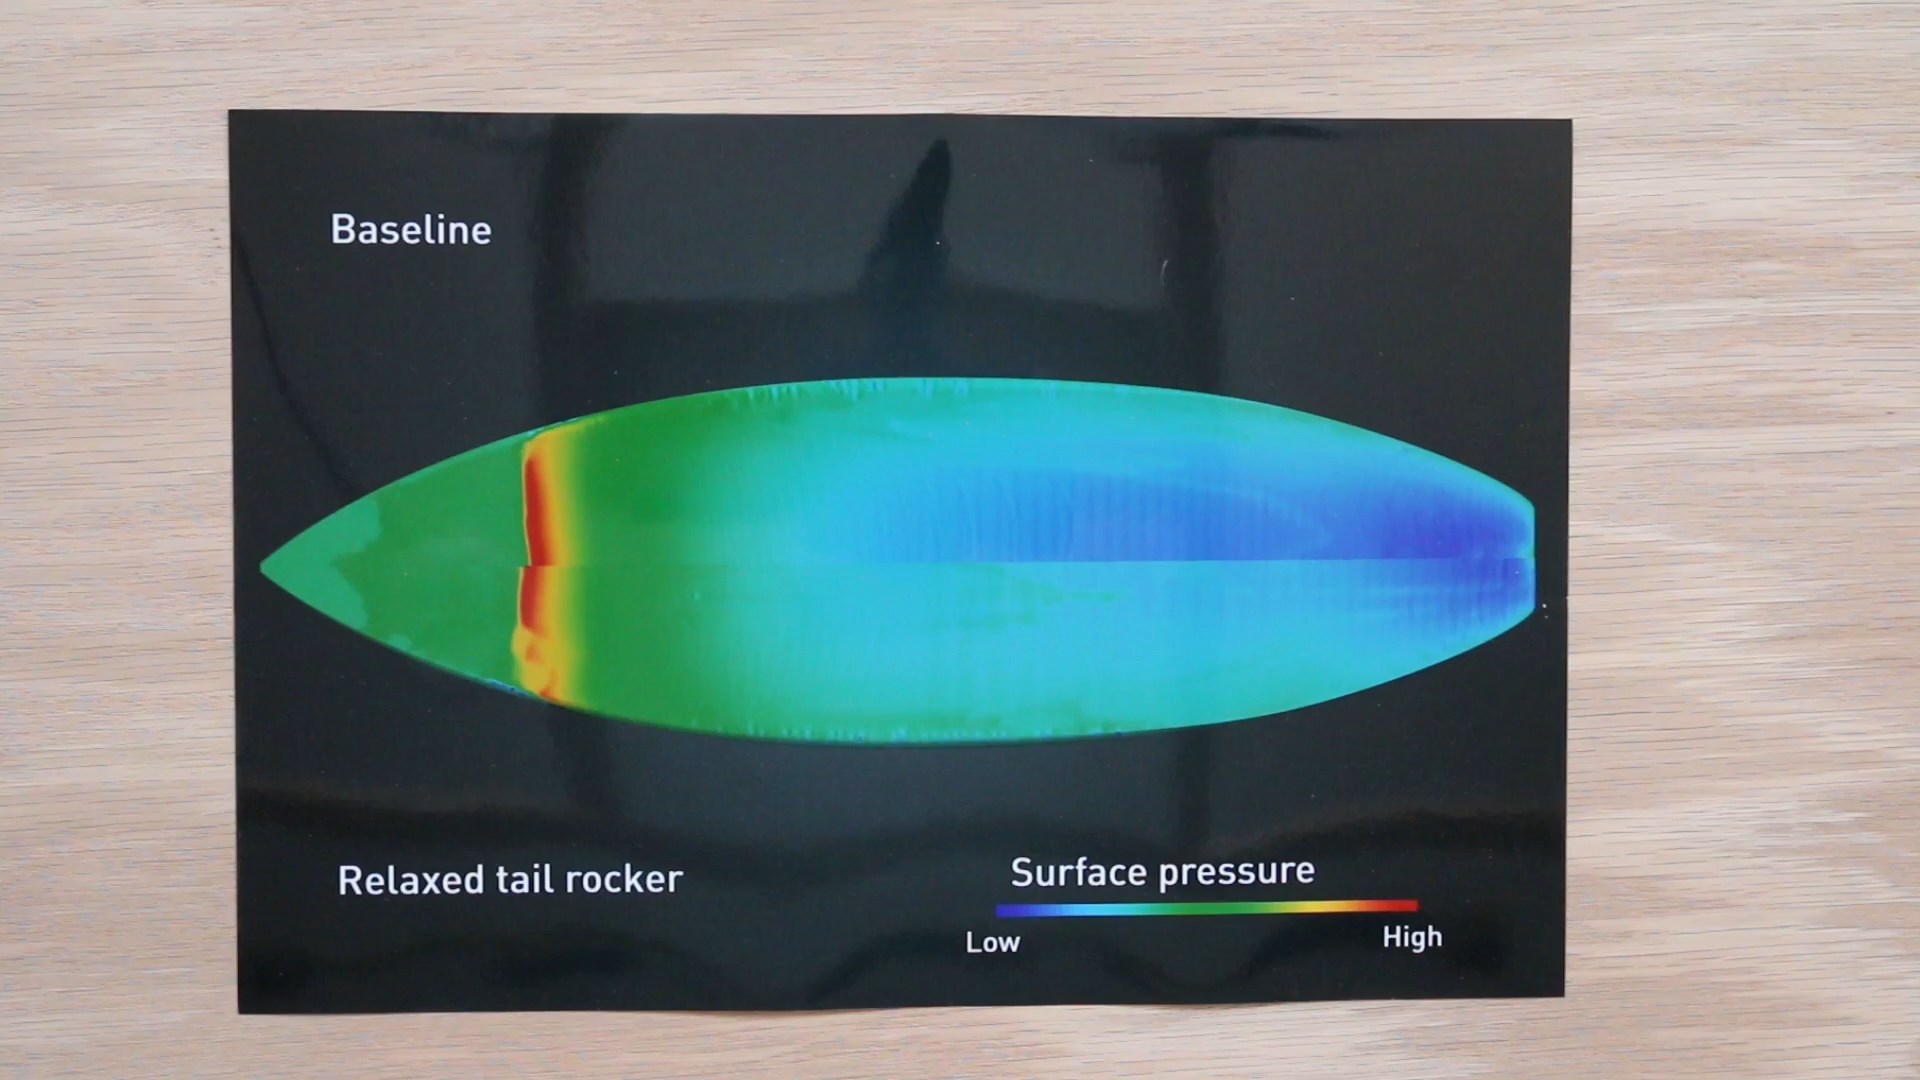 Baseline
Relaxed tail rocker
Surface pressure
Low High